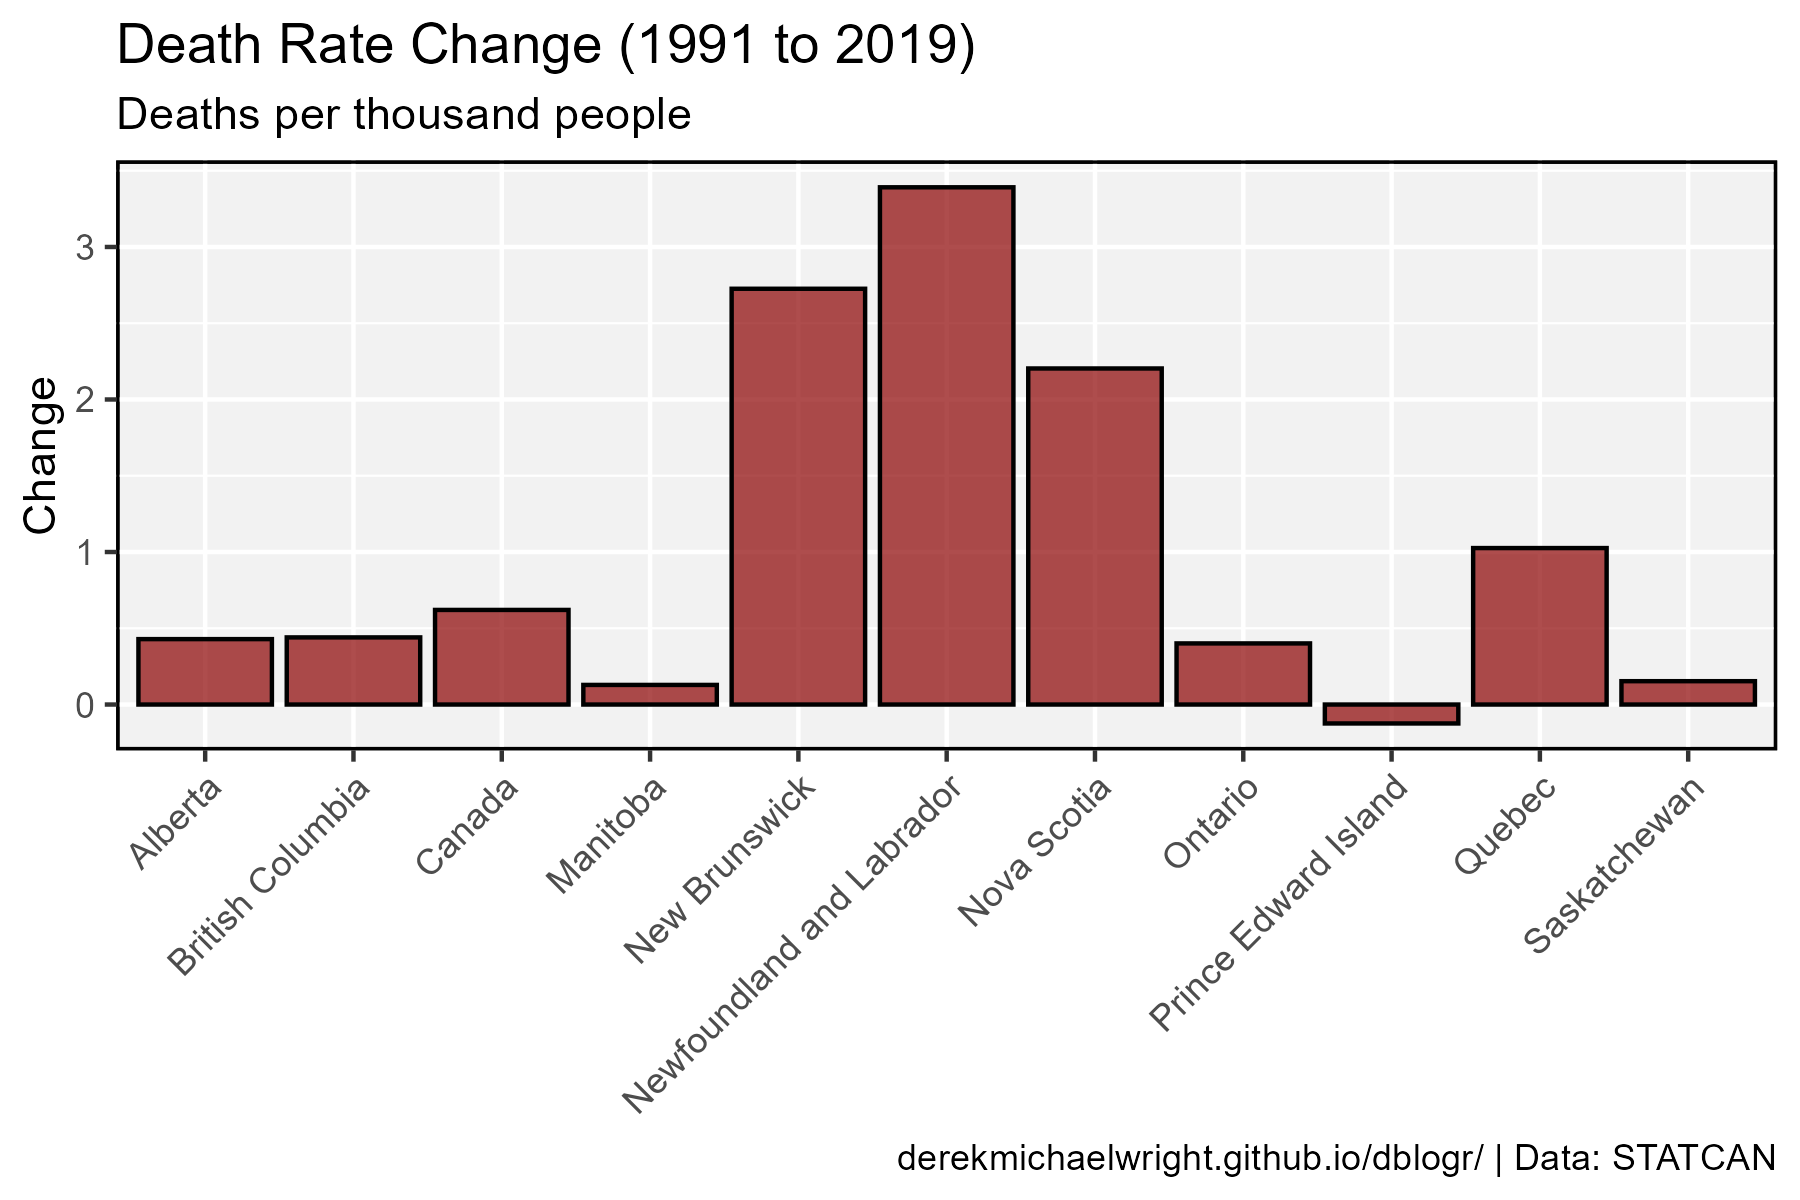 Death Rate Change (1991 to 2019)
Deaths per thousand people
Change
3
2
1
0
Alberta
British Columbia
Canada
Manitoba
New Brunswick
Newfoundland and Labrador
Nova Scotia
Ontario
Prince Edward Island
Quebec
Saskatchewan
derekmichaelwright.github.io/dblogr/ | Data: STATCAN